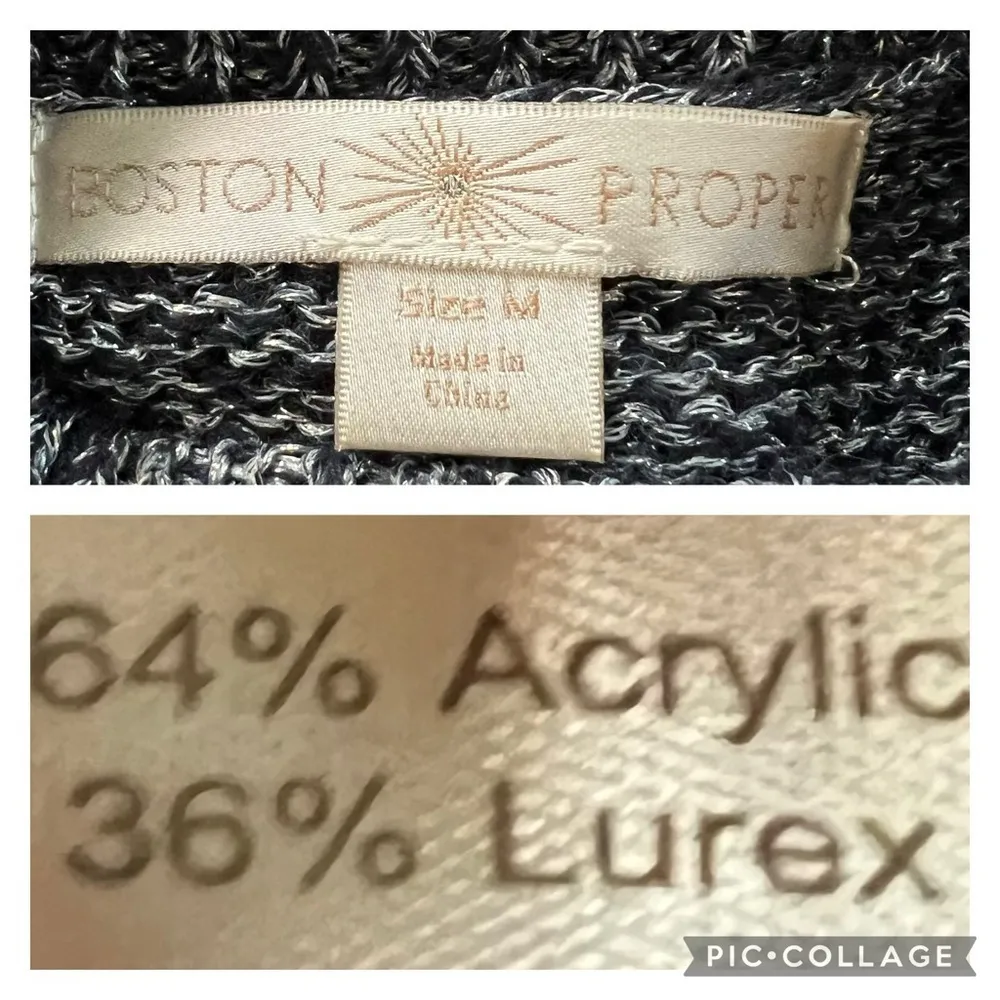 BOSTON PROPER
Size M
Made in
China
64% Acrylic
36% Lurex
PIC•COLLAGE